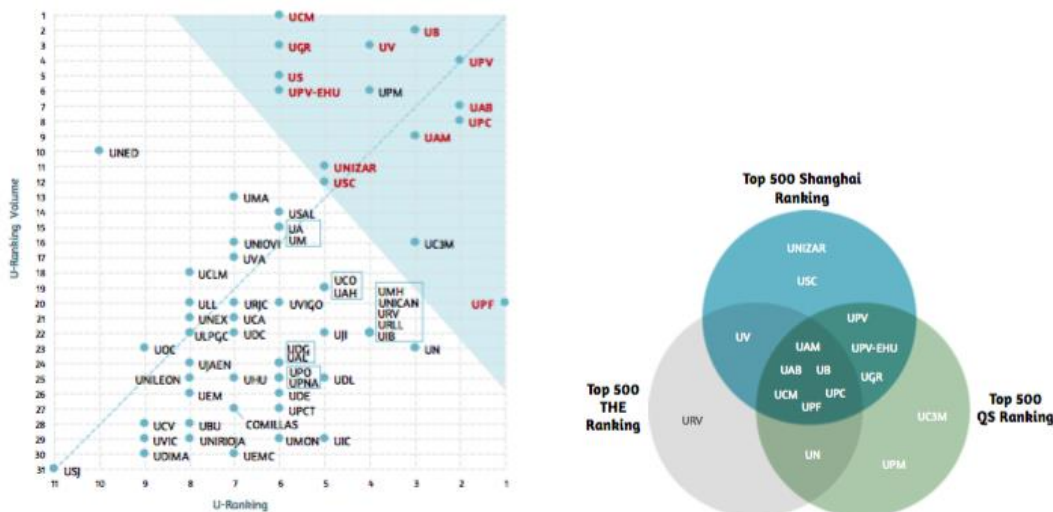 1
2
3
4
5
6
7
8
9
10
11
12
13
14
15
16
17
18
19
20
21
22
23
24
25
26
27
28
29
30
31
U-Ranking Volume
UCM
UB
UGR
UV
UPV
US
UPV-EHU
UPM
UAB
UPC
UAM
UNED
UNIZAR
USC
UMA
USAL
UA
UM
UNIOVI
UC3M
UVA
UCLM
UCO
UAH
UMH
UNICAN
URV
URLL
UIB
ULL
URJC
UVIGO
UPF
UNEX
UCA
ULPGC
UDC
UJI
UOC
UDG
UAL
UN
UJAEN
UPO
UPNA
UNILEON
UHU
UDL
UEM
UDE
UPCT
COMILLAS
UCV
UBU
UVIC
UNIRIOJA
UMON
UIC
UDIMA
UEMC
USJ
11 10 9 8 7 6 5 4 3 2 1
U-Ranking
Top 500 Shanghai
Ranking
UNIZAR
USC
UV
UPV
UAM
UPV-EHU
UAB UB
UGR
UCM UPC
UPF
Top 500
THE
Ranking
URV
UC3M
Top 500
QS Ranking
UN
UPM